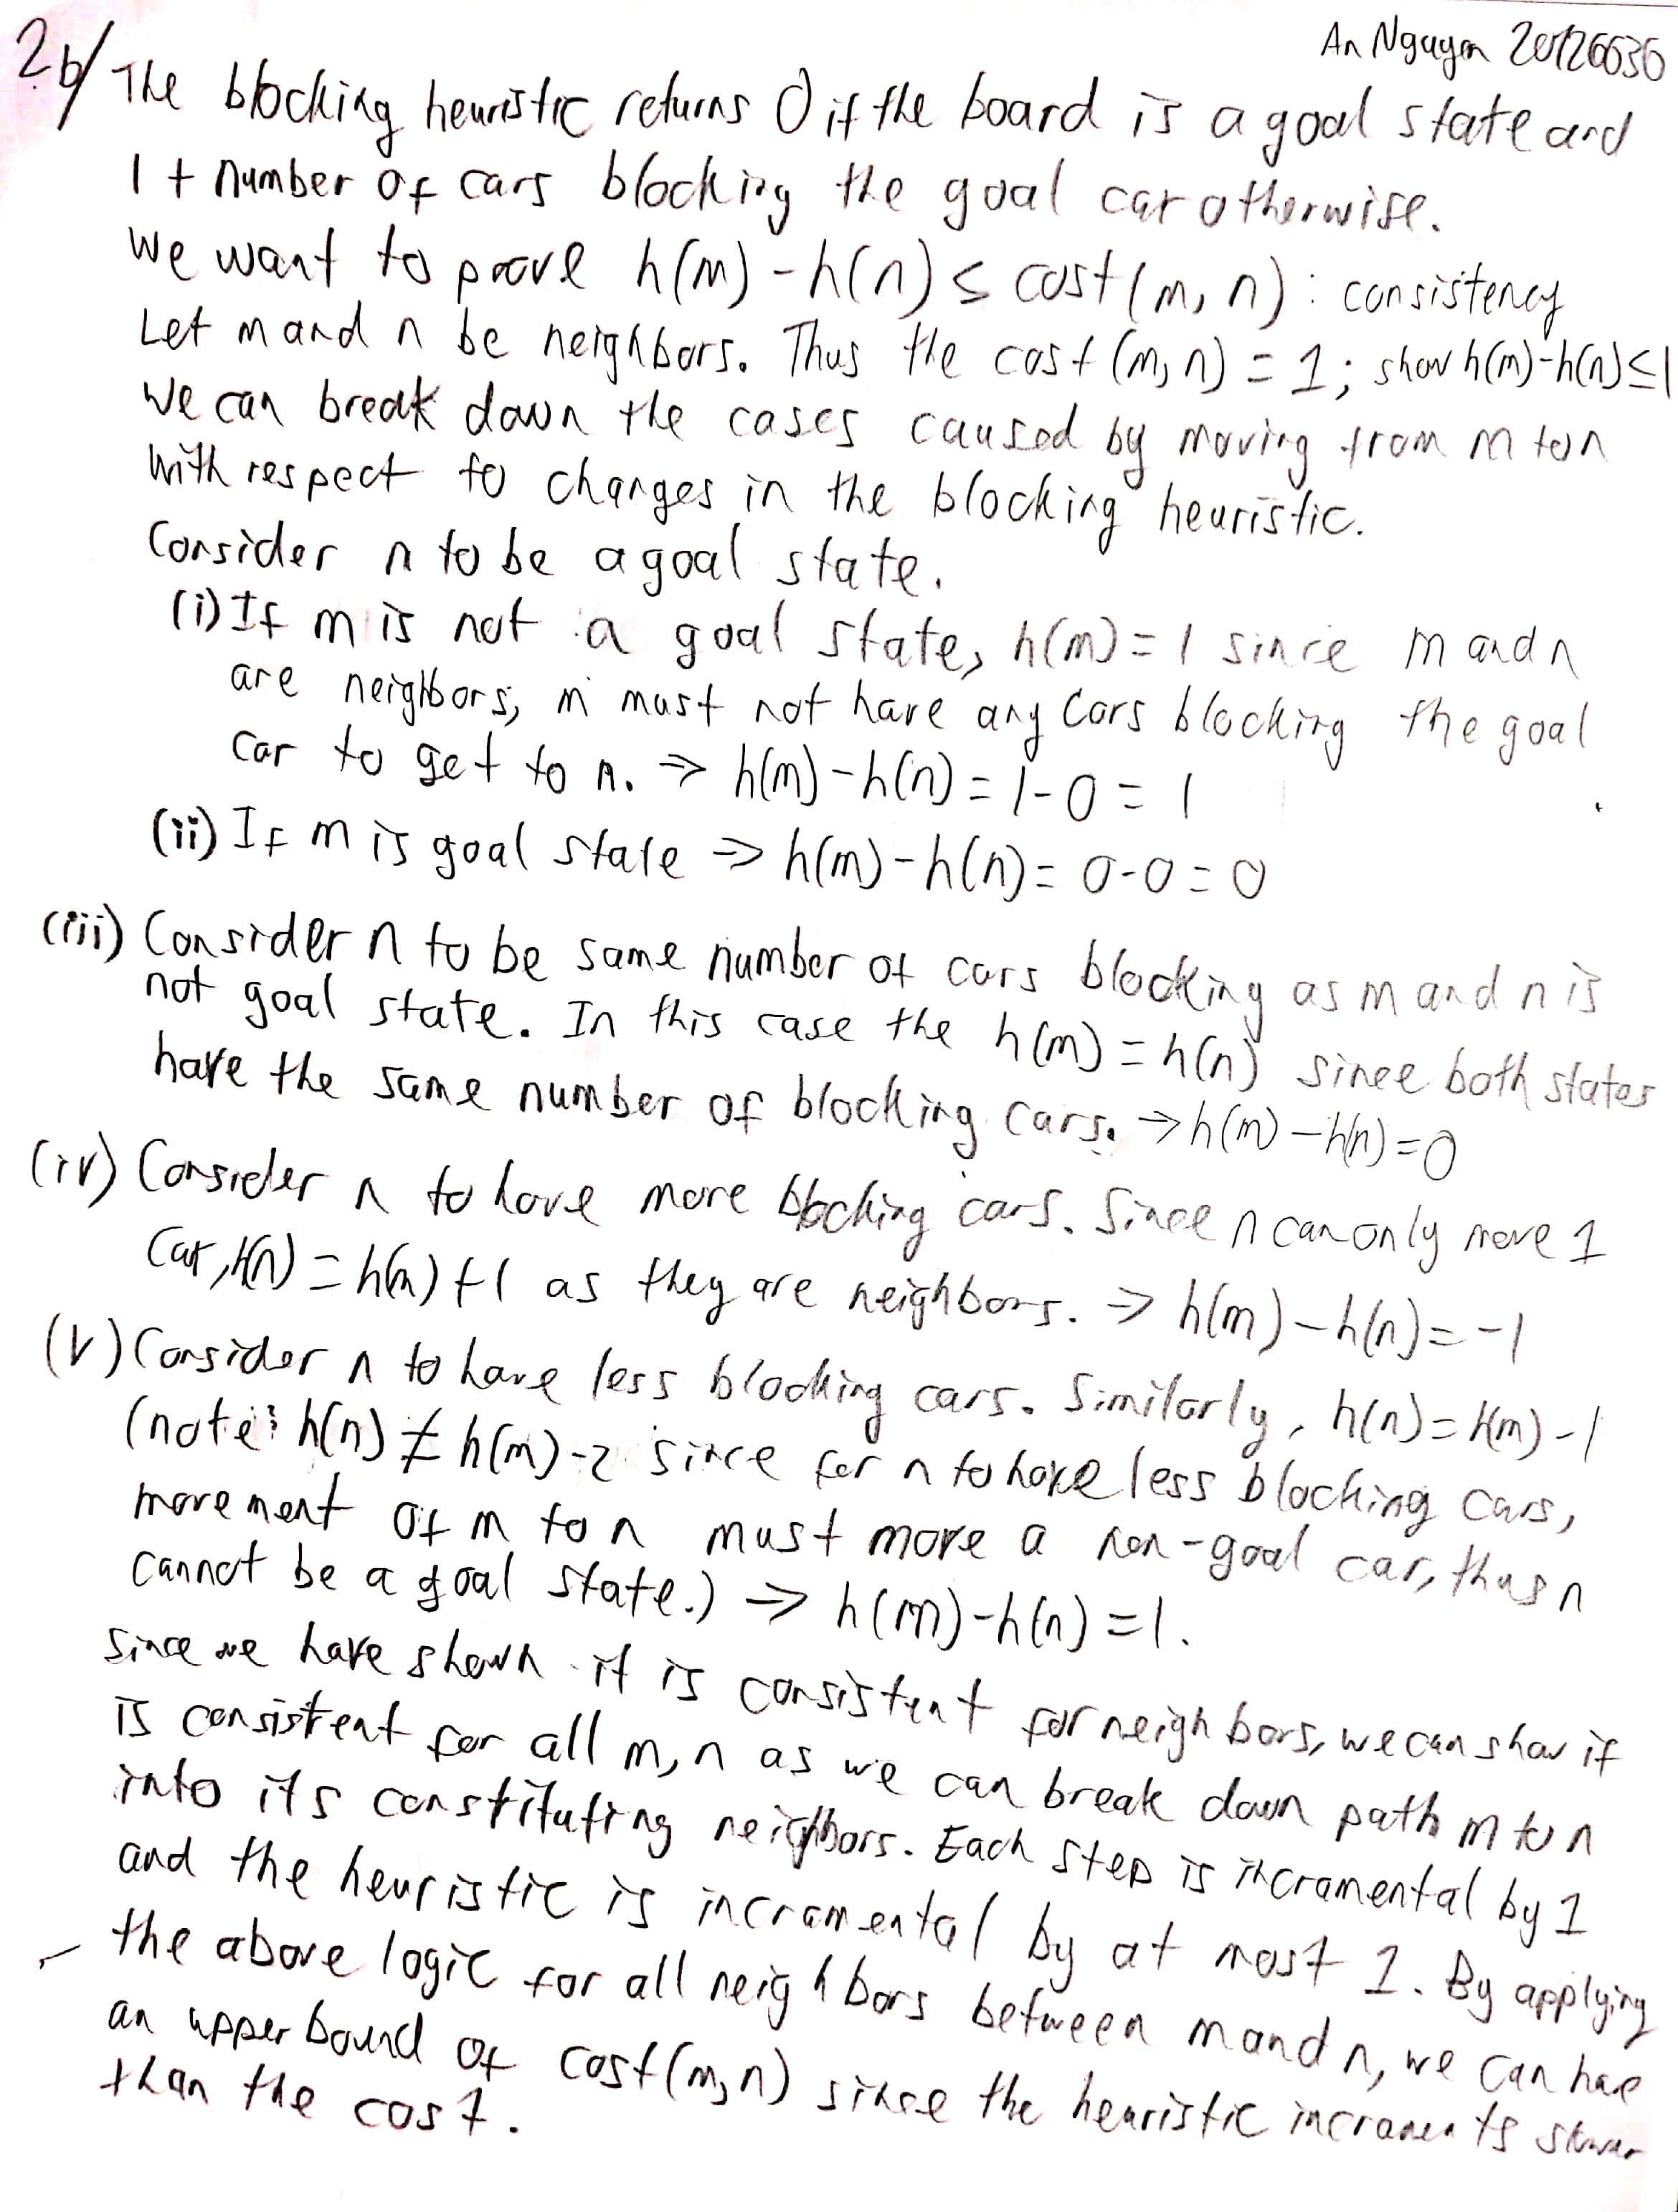 An Nguyen 20126636
2.b/ The blocking heuristic returns 0 if the board is a goal state and
1 + number of cars blocking the goal car otherwise.
We want to prove h(m) - h(n) ≤ cost(m, n) : consistency
Let m and n be neighbors. Thus the cost (m, n) = 1; show h(m)-h(n) ≤ 1
We can break down the cases caused by moving from m to n
with respect to changes in the blocking heuristic.
Consider n to be a goal state.
(i) If m is not a goal state, h(m) = 1 since m and n
are neighbors, m must not have any cars blocking the goal
car to get to n. ⇒ h(m) - h(n) = 1 - 0 = 1
(ii) If m is goal state ⇒ h(m) - h(n) = 0 - 0 = 0
(iii) Consider n to be same number of cars blocking as m and n is
not goal state. In this case the h(m) = h(n) since both states
have the same number of blocking cars. → h(m) - h(n) = 0
(iv) Consider n to have more blocking cars. Since n can only move 1
car, h(n) = h(m) + 1 as they are neighbors. ⇒ h(m) - h(n) = -1
(v) Consider n to have less blocking cars. Similarly, h(n) = h(m) - 1
(note: h(n) ≠ h(m) - 2 since for n to have less blocking cars,
movement of m to n must move a non-goal car, thus n
cannot be a goal state.) ⇒ h(m) - h(n) = 1.
Since we have shown it is consistent for neighbors, we can show it
is consistent for all m, n as we can break down path m to n
into its constituting neighbors. Each step is incramental by 1
and the heuristic is incramental by at most 1. By applying
the above logic for all neighbors between m and n, we can have
an upper bound of cost(m, n) since the heuristic incraments slower
than the cost.